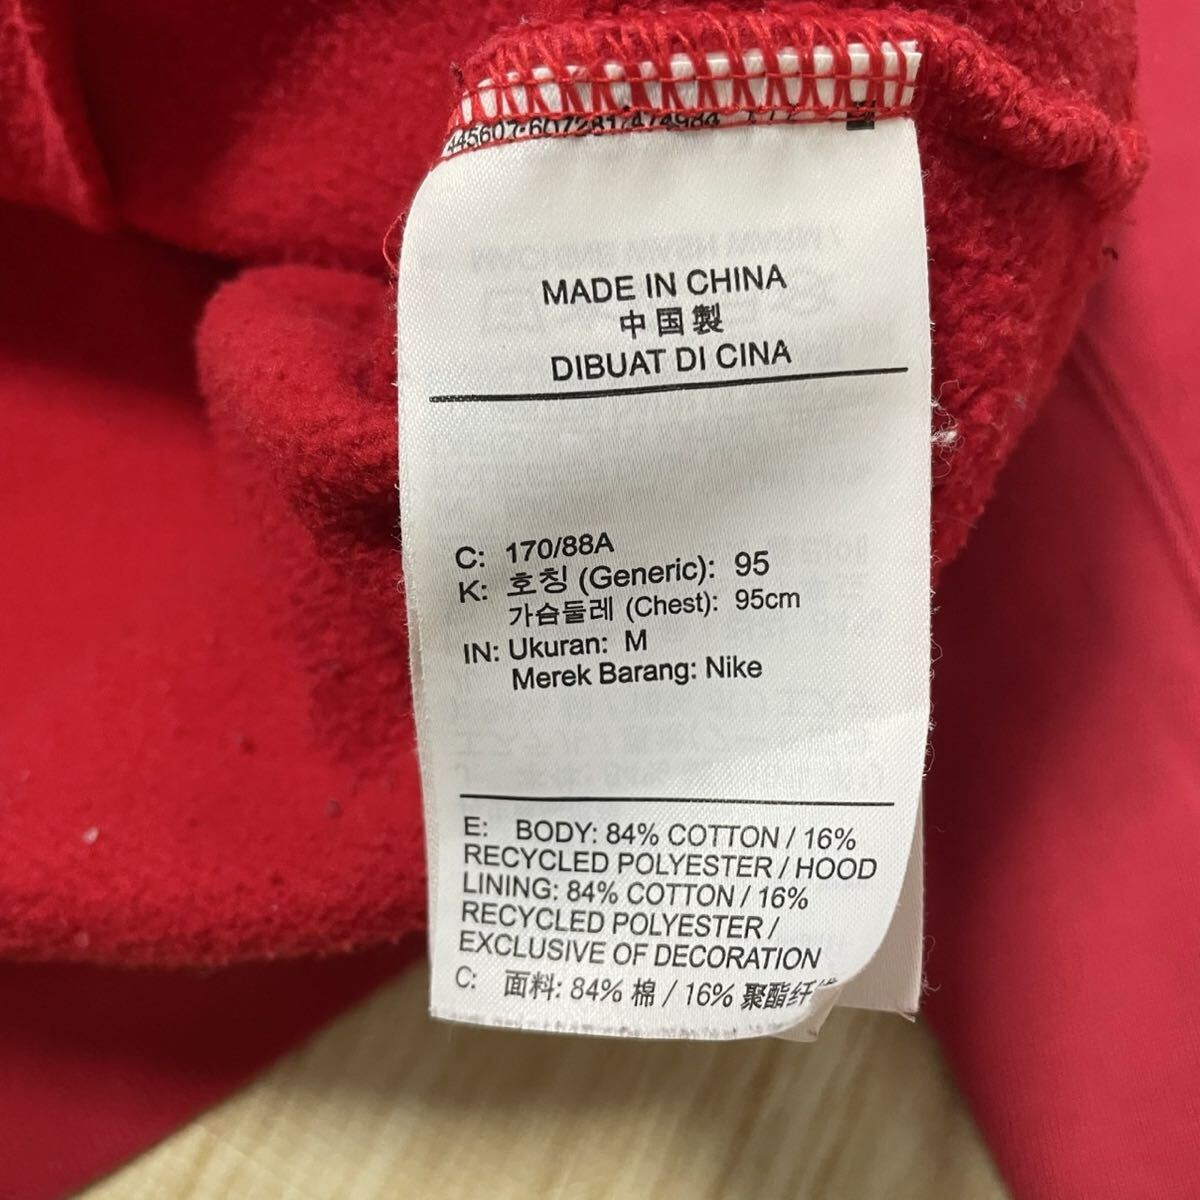 MADE IN CHINA
中国製
DIBUAT DI CINA
C: 170/88A
K: 호칭 (Generic): 95
가슴둘레 (Chest): 95cm
IN: Ukuran: M
Merek Barang: Nike
E: BODY: 84% COTTON / 16%
RECYCLED POLYESTER / HOOD
LINING: 84% COTTON / 16%
RECYCLED POLYESTER /
EXCLUSIVE OF DECORATION
C: 面料: 84% 棉 / 16% 聚酯纤